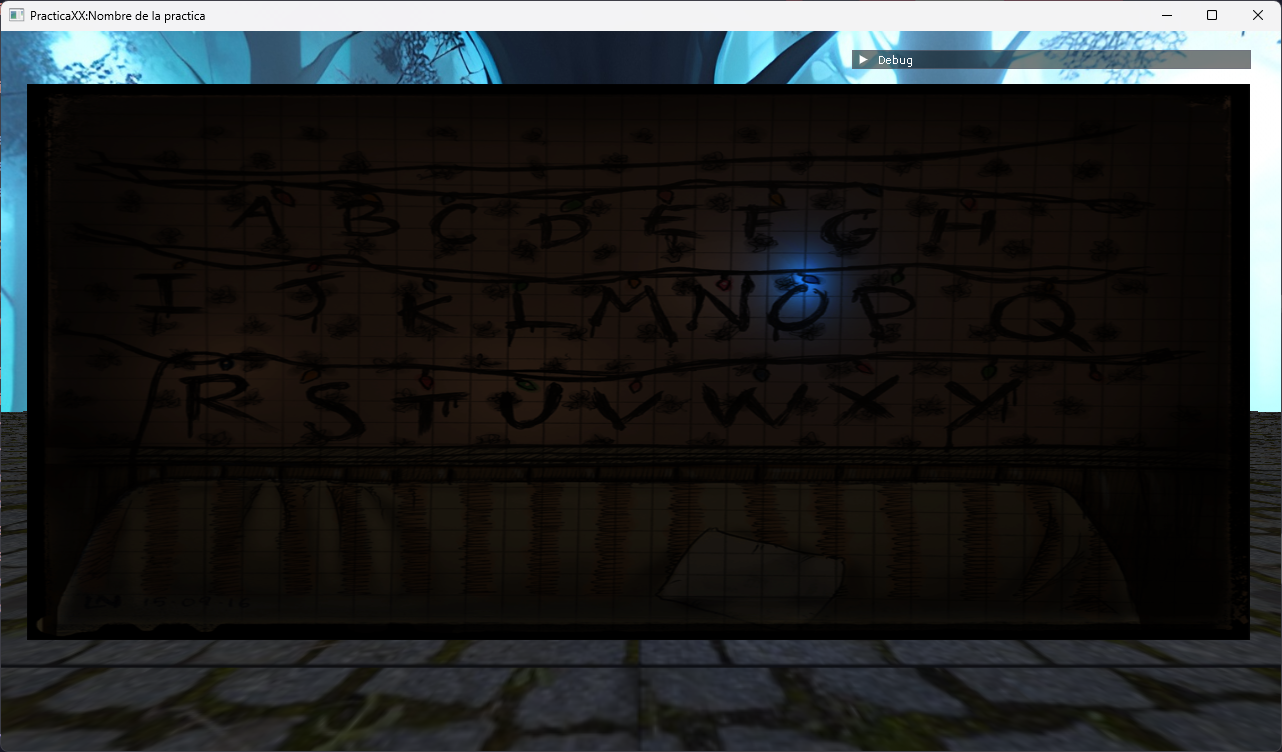 PracticaXX:Nombre de la practica
Debug
A B C D E F G H
I J K L M N O P Q
R S T U V W X Y